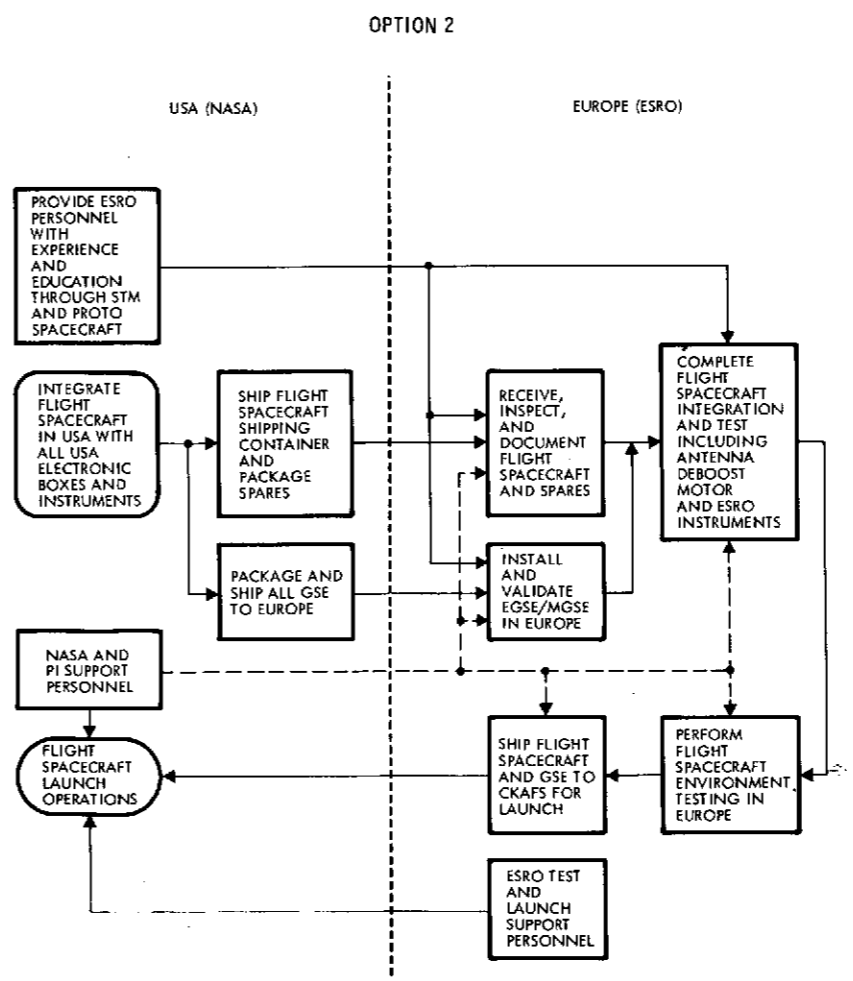 OPTION 2
USA (NASA)
EUROPE (ESRO)
PROVIDE ESRO
PERSONNEL
WITH
EXPERIENCE
AND
EDUCATION
THROUGH STM
AND PROTO
SPACECRAFT
INTEGRATE
FLIGHT
SPACECRAFT
IN USA WITH
ALL USA
ELECTRONIC
BOXES AND
INSTRUMENTS
SHIP FLIGHT
SPACECRAFT
SHIPPING
CONTAINER
AND
PACKAGE
SPARES
RECEIVE,
INSPECT,
AND
DOCUMENT
FLIGHT
SPACECRAFT
AND SPARES
COMPLETE
FLIGHT
SPACECRAFT
INTEGRATION
AND TEST
INCLUDING
ANTENNA
DEBOOST
MOTOR
AND ESRO
INSTRUMENTS
PACKAGE AND
SHIP ALL GSE
TO EUROPE
INSTALL
AND
VALIDATE
EGSE/MGSE
IN EUROPE
NASA AND
PI SUPPORT
PERSONNEL
FLIGHT
SPACECRAFT
LAUNCH
OPERATIONS
SHIP FLIGHT
SPACECRAFT
AND GSE TO
CKAFS FOR
LAUNCH
PERFORM
FLIGHT
SPACECRAFT
ENVIRONMENT
TESTING IN
EUROPE
ESRO TEST
AND
LAUNCH
SUPPORT
PERSONNEL